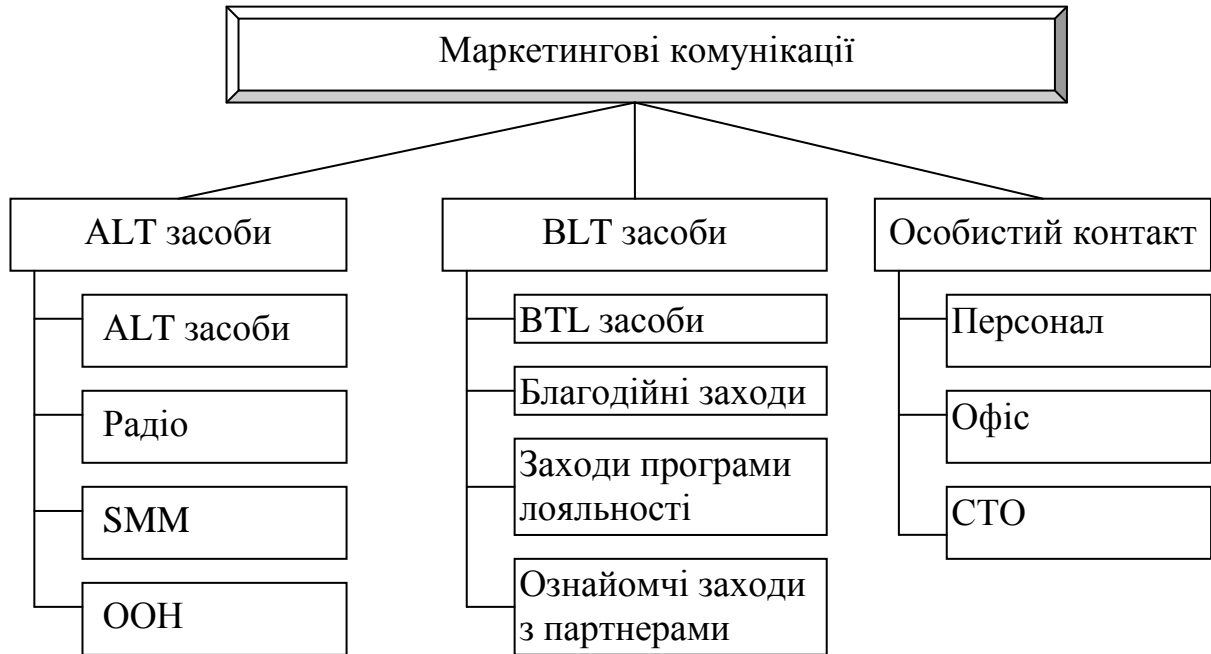 Маркетингові комунікації
ALT засоби
ALT засоби
Радіо
SMM
ООН
BLT засоби
BTL засоби
Благодійні заходи
Заходи програми
лояльності
Ознайомчі заходи
з партнерами
Особистий контакт
Персонал
Офіс
СТО